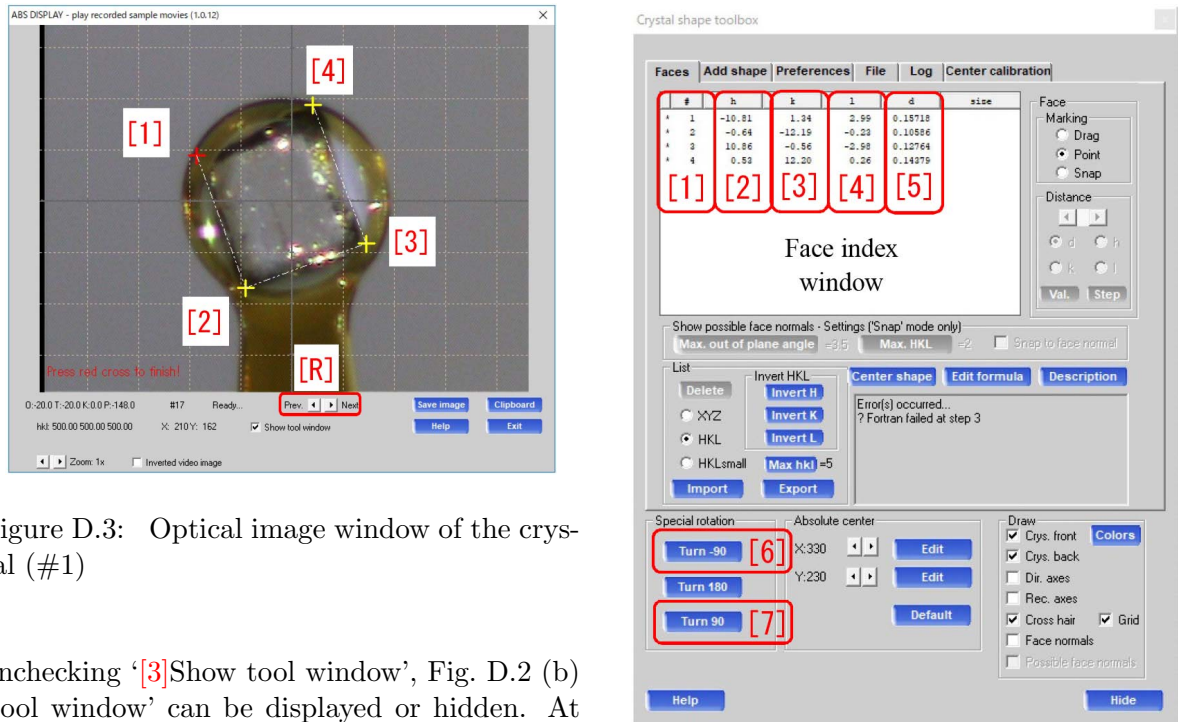 ABS DISPLAY - play recorded sample movies (1.0.12)
[4]
[1]
[3]
[2]
[R]
Press red cross to finish!
O:-20.0 T:-20.0 K:0.0 P:-148.0 #17 Ready... Prev. Next Save image Clipboard
hkl: 500.00 500.00 500.00 X: 210 Y: 162 Show tool window Help Exit
Zoom: 1x Inverted video image
igure D.3: Optical image window of the crys-
al (#1)
nchecking ‘[3]Show tool window’, Fig. D.2 (b)
ool window’ can be displayed or hidden. At
Crystal shape toolbox
Faces Add shape Preferences File Log Center calibration
# h k l d size
* 1 -10.81 1.34 2.99 0.15718
* 2 -0.64 -12.19 -0.23 0.10586
* 3 10.86 -0.56 -2.98 0.12764
* 4 0.53 12.20 0.26 0.14379
[1] [2] [3] [4] [5]
Face index
window
Face
Marking
Drag
Point
Snap
Distance
d h
k l
Val. Step
Show possible face normals - Settings ('Snap' mode only)
Max. out of plane angle =3.5 Max. HKL =2 Snap to face normal
List
Delete
XYZ
HKL
HKLsmall
Import
Invert HKL
Invert H
Invert K
Invert L
Max hkl =5
Export
Center shape Edit formula Description
Error(s) occurred...
? Fortran failed at step 3
Special rotation
Turn -90 [6]
Turn 180
Turn 90 [7]
Absolute center
X:330 Edit
Y:230 Edit
Default
Draw
Crys. front Colors
Crys. back
Dir. axes
Rec. axes
Cross hair Grid
Face normals
Possible face normals
Help Hide